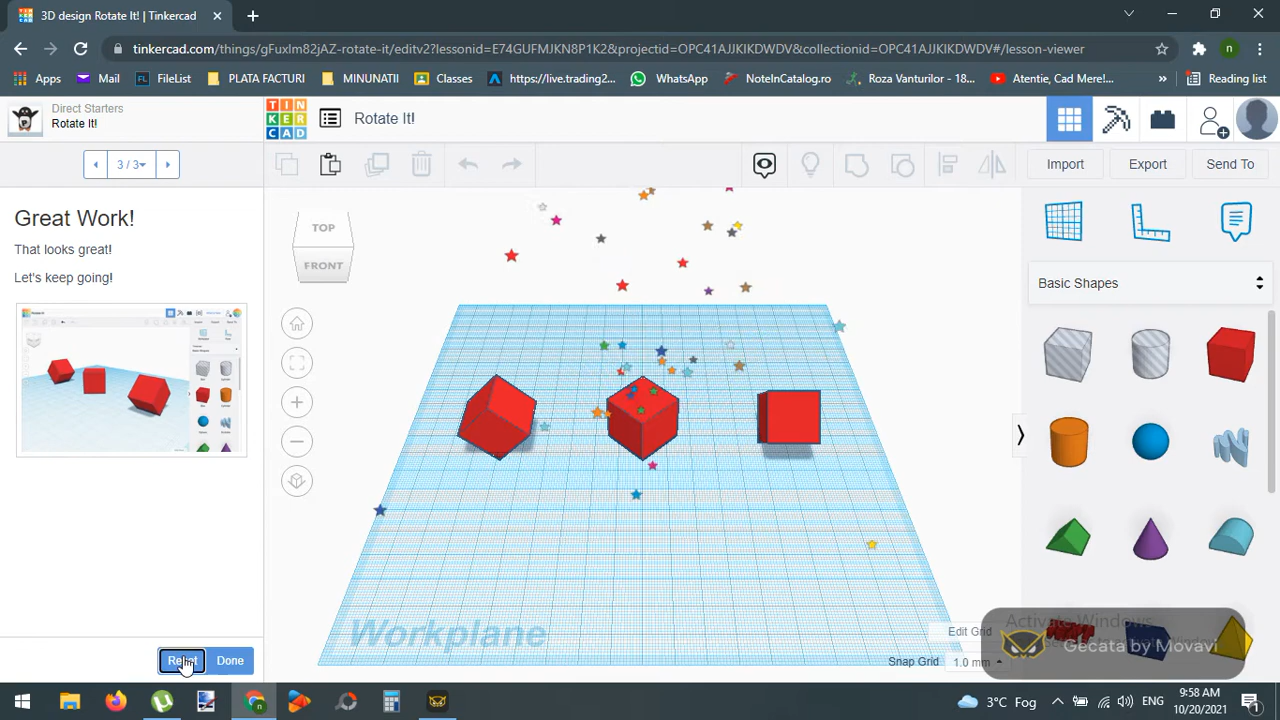 3D design Rotate It! | Tinkercad
tinkercad.com/things/gFuxlm82jAZ-rotate-it/editv2?lessonid=E74GUFMJKN8P1K2&projectid=OPC41AJJKIKDWDV&collectionid=OPC41AJJKIKDWDV#/lesson-viewer
n
Apps Mail FileList PLATA FACTURI MINUNATII Classes https://live.trading2... WhatsApp NoteInCatalog.ro Roza Vanturilor - 18... Atentie, Cad Mere!... » Reading list
Direct Starters
Rotate It!
TIN
KER
CAD
Rotate It!
3 / 3
Import Export Send To
Great Work!
That looks great!
Let's keep going!
TOP
FRONT
Basic Shapes
Workplane
Edit Grid
Snap Grid 1.0 mm
Gecata by Movavi
Reset Done
3°C Fog ENG
9:58 AM
10/20/2021
1